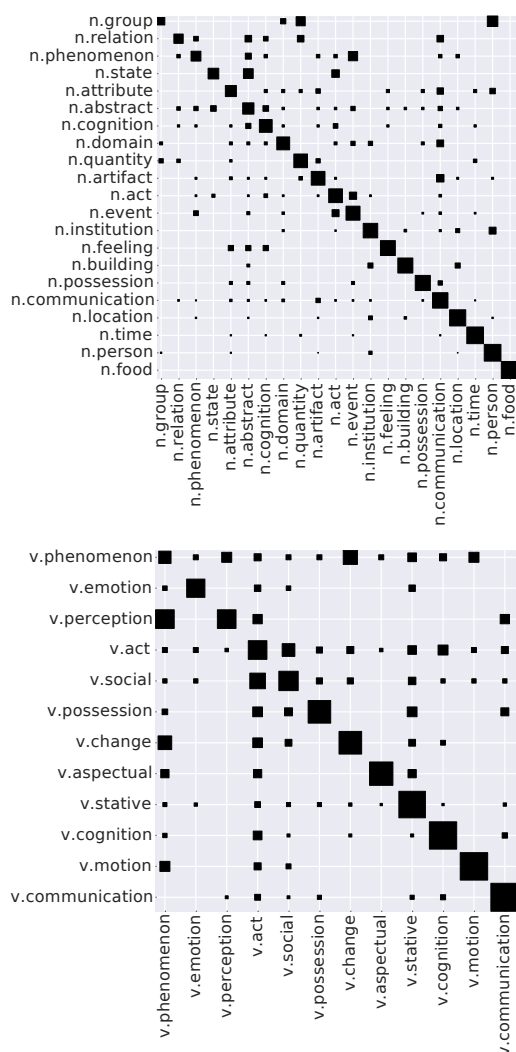 n.group
n.relation
n.phenomenon
n.state
n.attribute
n.abstract
n.cognition
n.domain
n.quantity
n.artifact
n.act
n.event
n.institution
n.feeling
n.building
n.possession
n.communication
n.location
n.time
n.person
n.food
n.group
n.relation
n.phenomenon
n.state
n.attribute
n.abstract
n.cognition
n.domain
n.quantity
n.artifact
n.act
n.event
n.institution
n.feeling
n.building
n.possession
n.communication
n.location
n.time
n.person
n.food
v.phenomenon
v.emotion
v.perception
v.act
v.social
v.possession
v.change
v.aspectual
v.stative
v.cognition
v.motion
v.communication
v.phenomenon
v.emotion
v.perception
v.act
v.social
v.possession
v.change
v.aspectual
v.stative
v.cognition
v.motion
v.communication